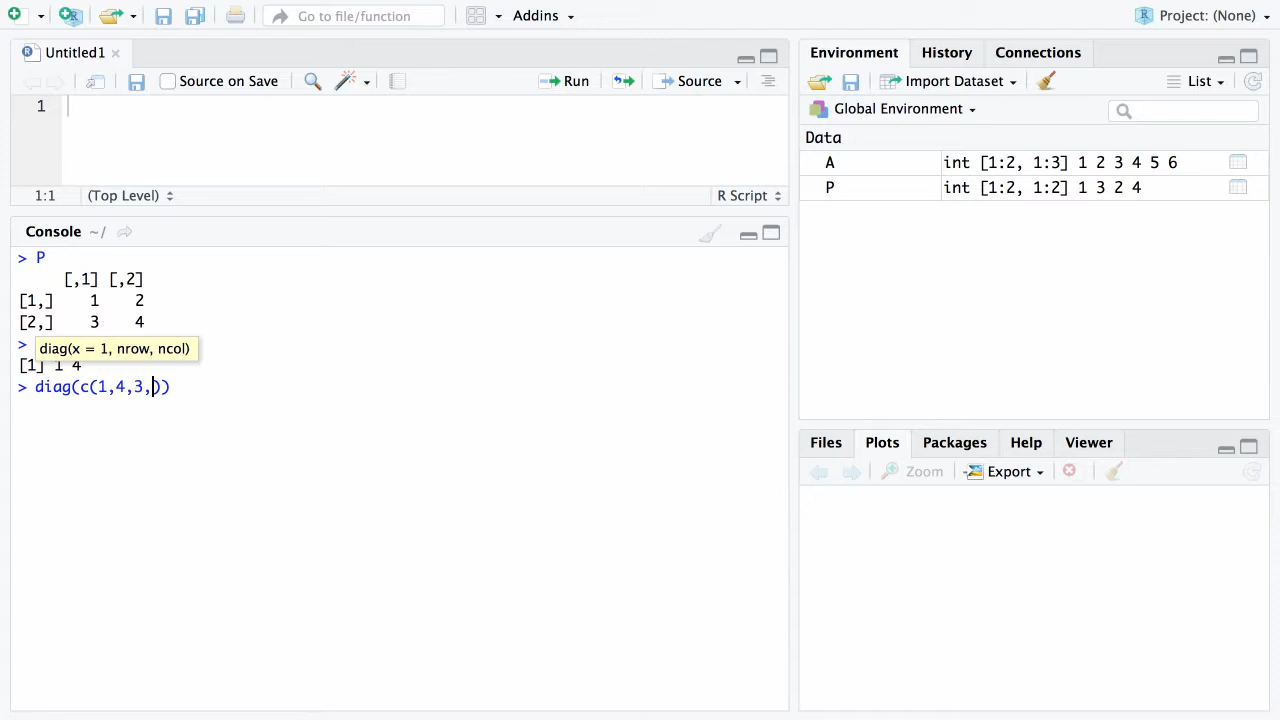 Go to file/function
Addins
Project: (None)
Untitled1
Source on Save
Run
Source
1
1:1
(Top Level)
R Script
Console ~/
> P
[,1] [,2]
[1,] 1 2
[2,] 3 4
>
diag(x = 1, nrow, ncol)
[1] 1 4
> diag(c(1,4,3,))
Environment
History
Connections
Import Dataset
List
Global Environment
Data
A int [1:2, 1:3] 1 2 3 4 5 6
P int [1:2, 1:2] 1 3 2 4
Files
Plots
Packages
Help
Viewer
Zoom
Export